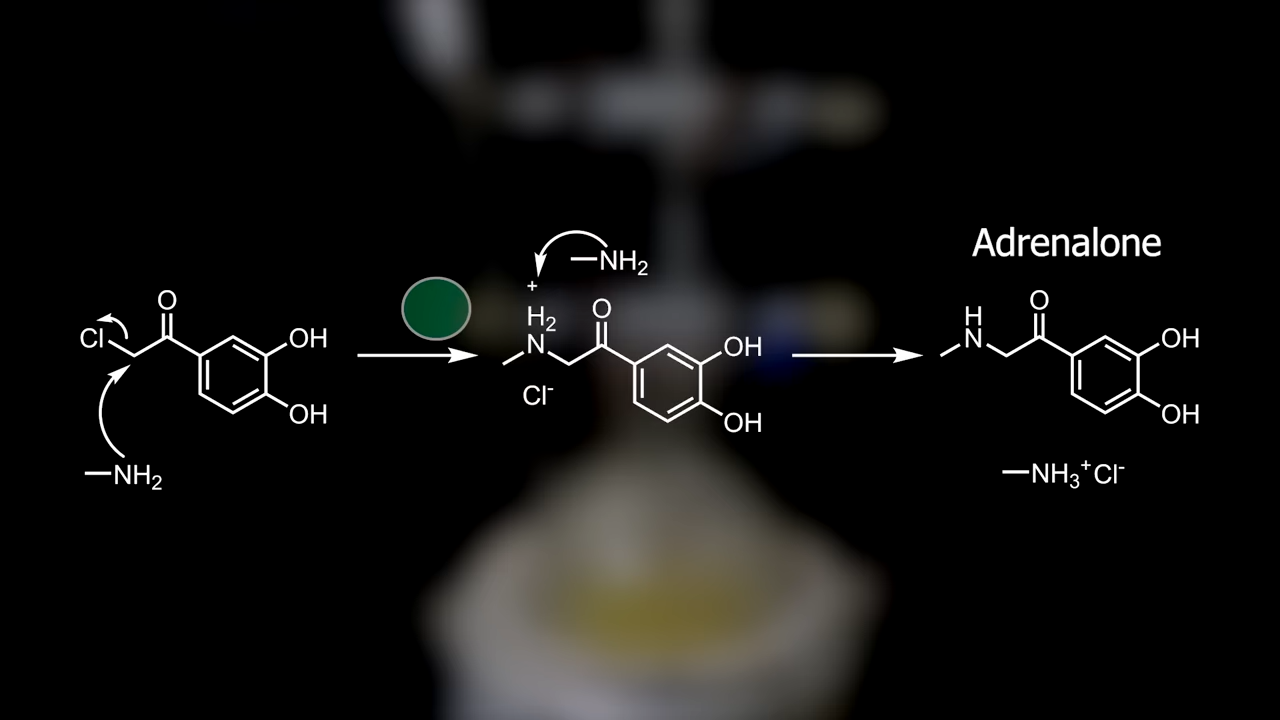 Adrenalone
O
Cl
OH
OH
—NH₂
—NH₂
+
H₂
N
O
OH
OH
Cl⁻
H
N
O
OH
OH
—NH₃⁺Cl⁻